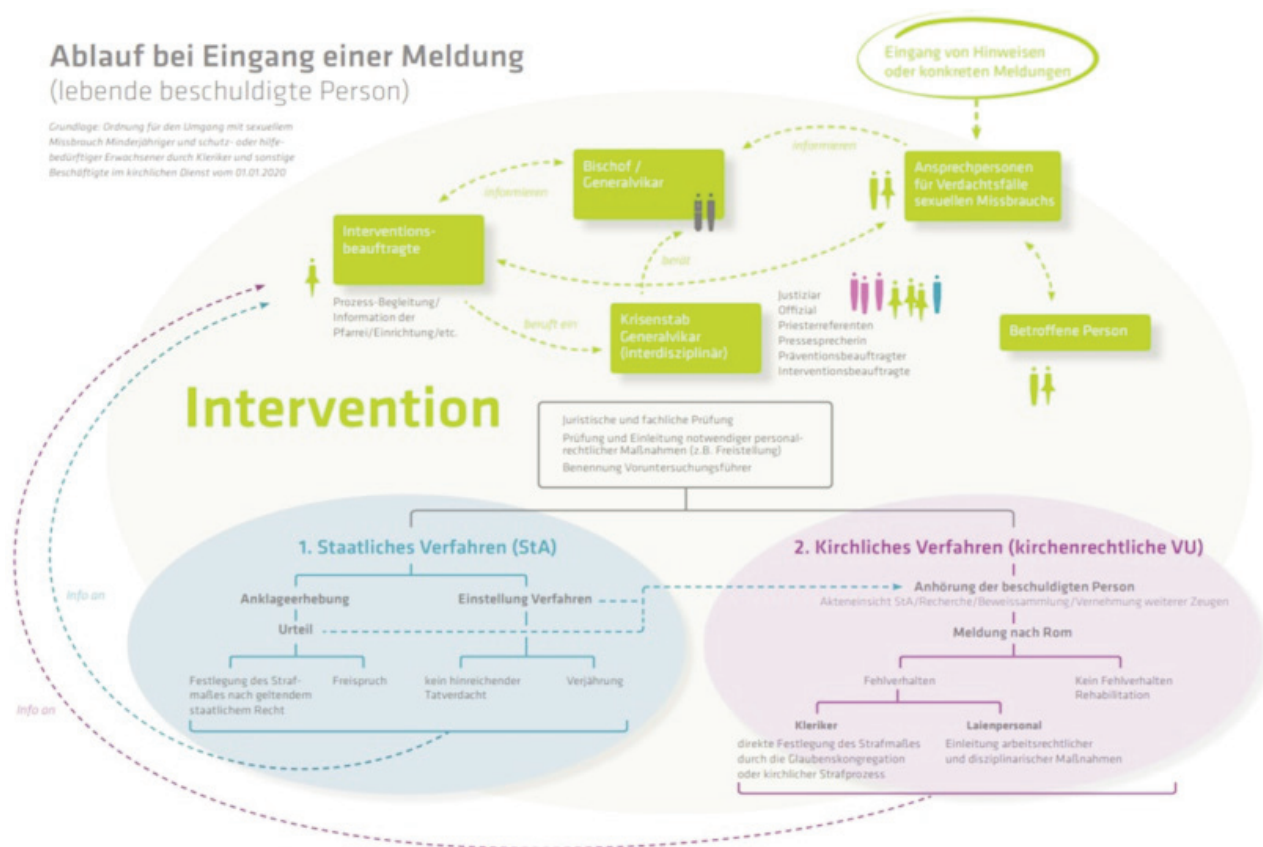 Ablauf bei Eingang einer Meldung
(lebende beschuldigte Person)
Grundlage: Ordnung für den Umgang mit sexuellem
Missbrauch Minderjähriger und schutz- oder hilfe-
bedürftiger Erwachsener durch Kleriker und sonstige
Beschäftigte im kirchlichen Dienst vom 01.01.2020
Eingang von Hinweisen
oder konkreten Meldungen
informieren
Bischof /
Generalvikar
Ansprechpersonen
für Verdachtsfälle
sexuellen Missbrauchs
informieren
Interventions-
beauftragte
berät
Prozess-Begleitung/
Information der
Pfarrei/Einrichtung/etc.
beruft ein
Krisenstab
Generalvikar
(interdisziplinär)
Justiziar
Offizial
Priesterreferenten
Pressesprecherin
Präventionsbeauftragter
Interventionsbeauftragte
Betroffene Person
Intervention
Juristische und fachliche Prüfung
Prüfung und Einleitung notwendiger personal-
rechtlicher Maßnahmen (z.B. Freistellung)
Benennung Voruntersuchungsführer
1. Staatliches Verfahren (StA)
Anklageerhebung
Einstellung Verfahren
Urteil
Festlegung des Straf-
maßes nach geltendem
staatlichem Recht
Freispruch
kein hinreichender
Tatverdacht
Verjährung
Info an
Info an
2. Kirchliches Verfahren (kirchenrechtliche VU)
Anhörung der beschuldigten Person
Akteneinsicht StA/Recherche/Beweissammlung/Vernehmung weiterer Zeugen
Meldung nach Rom
Fehlverhalten
Kein Fehlverhalten
Rehabilitation
Kleriker
direkte Festlegung des Strafmaßes
durch die Glaubenskongregation
oder kirchlicher Strafprozess
Laienpersonal
Einleitung arbeitsrechtlicher
und disziplinarischer Maßnahmen